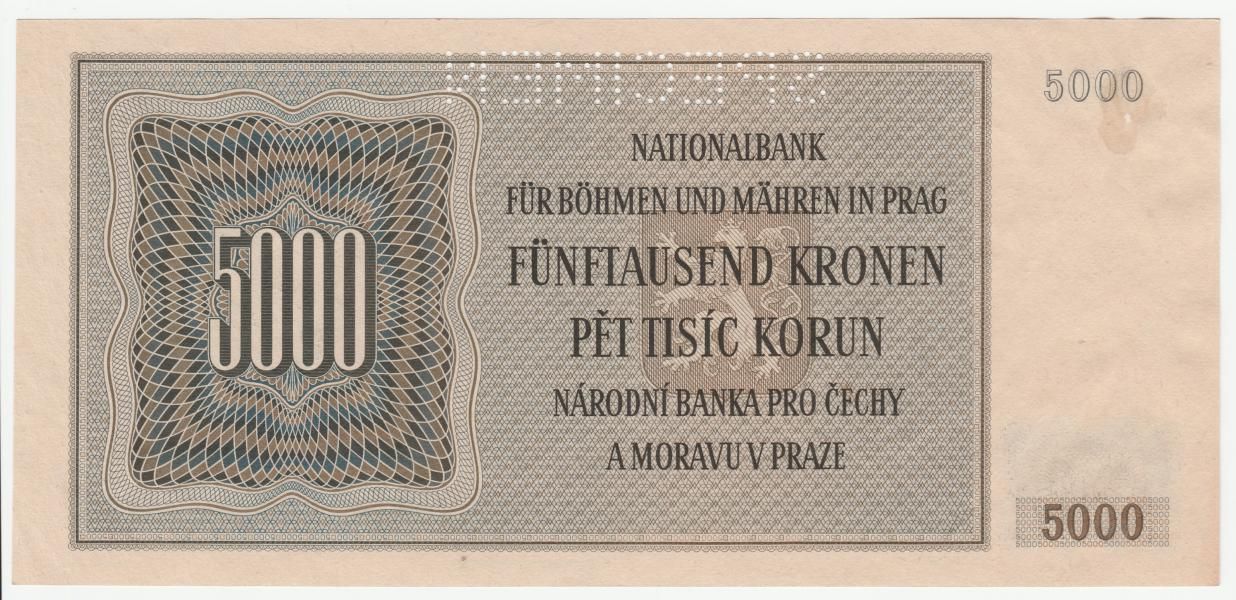 5000
NATIONALBANK
FÜR BÖHMEN UND MÄHREN IN PRAG
FÜNFTAUSEND KRONEN
PĚT TISÍC KORUN
NÁRODNÍ BANKA PRO ČECHY
A MORAVU V PRAZE
5000
5000